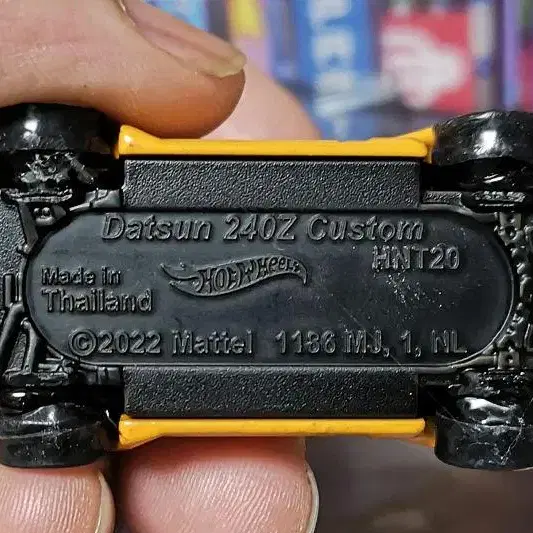 Datsun 240Z Custom
HNT20
Made in
Thailand
HOT WHEELS
©2022 Mattel 1186 MJ, 1, NL